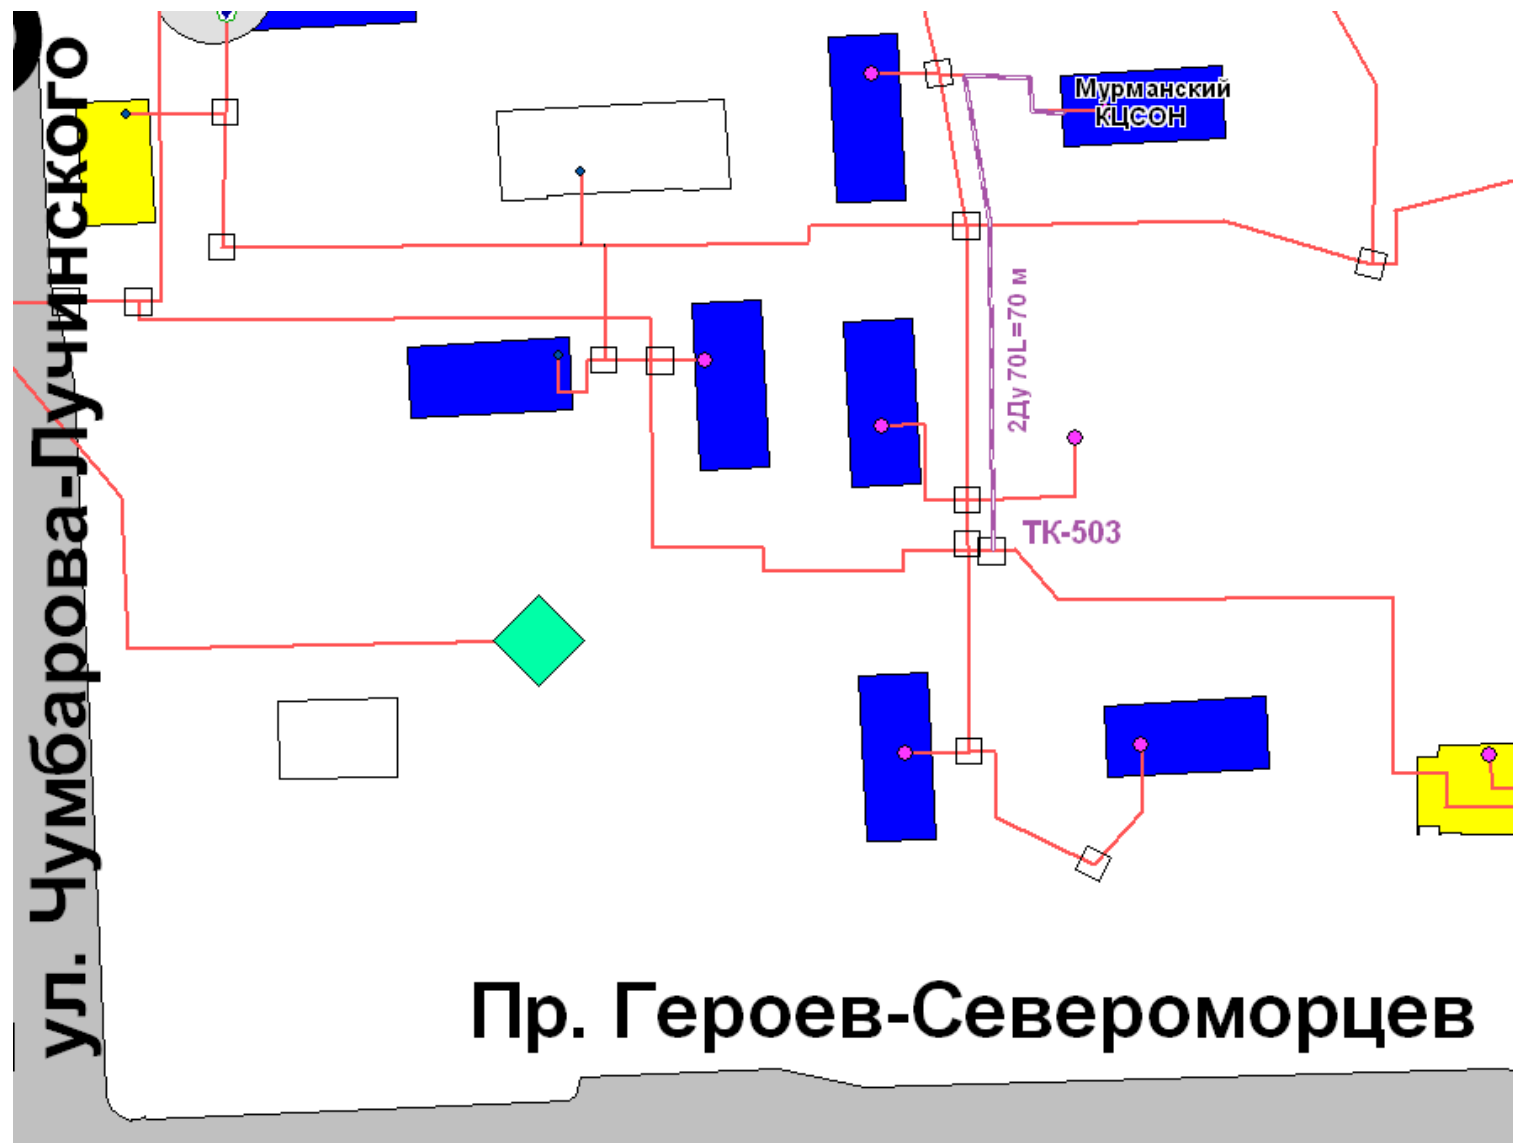 Мурманский
КЦСОН
ул. Чумбарова-Лучинского
2Ду 70L=70 м
ТК-503
Пр. Героев-Североморцев